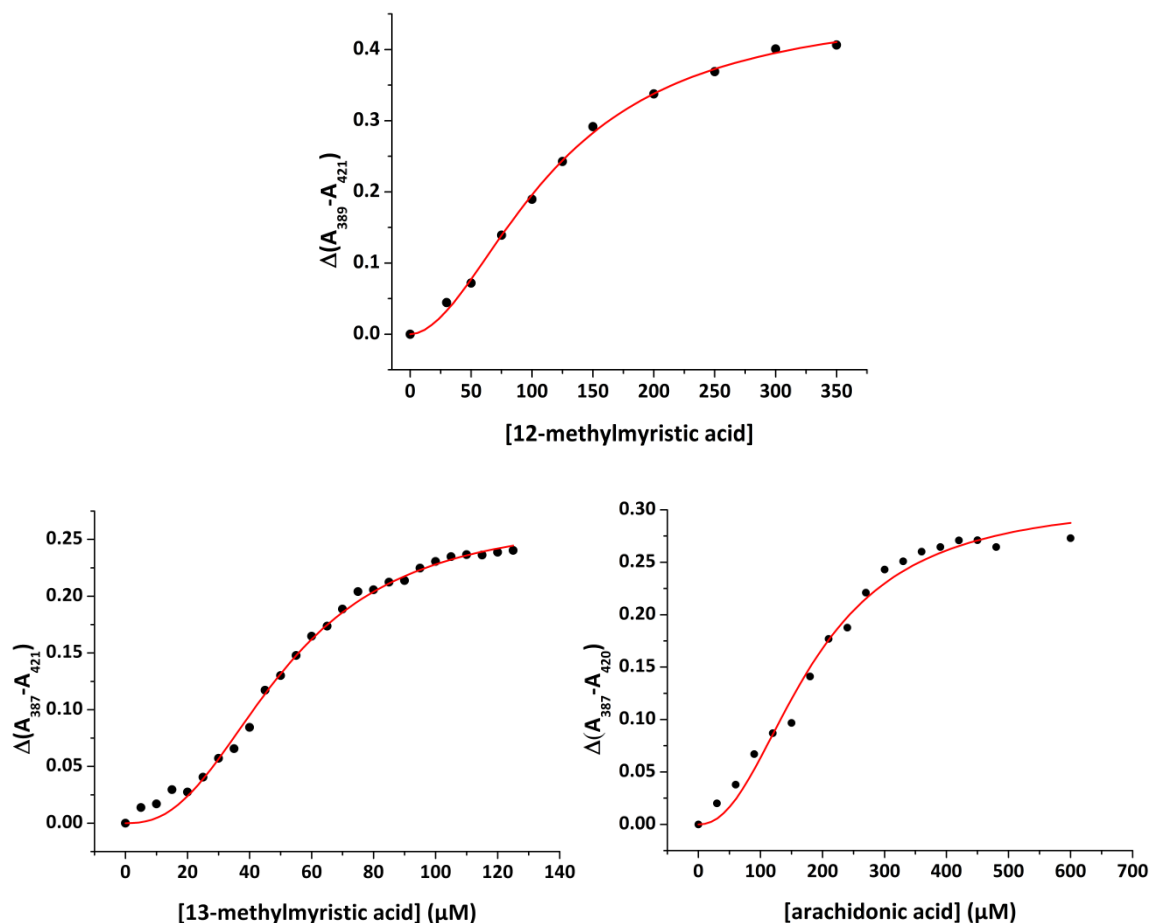 0.4
0.3
0.2
0.1
0.0
Δ(A389-A421)
0 50 100 150 200 250 300 350
[12-methylmyristic acid]
0.25
0.20
0.15
0.10
0.05
0.00
Δ(A387-A421)
0 20 40 60 80 100 120 140
[13-methylmyristic acid] (μM)
0.30
0.25
0.20
0.15
0.10
0.05
0.00
Δ(A387-A420)
0 100 200 300 400 500 600 700
[arachidonic acid] (μM)